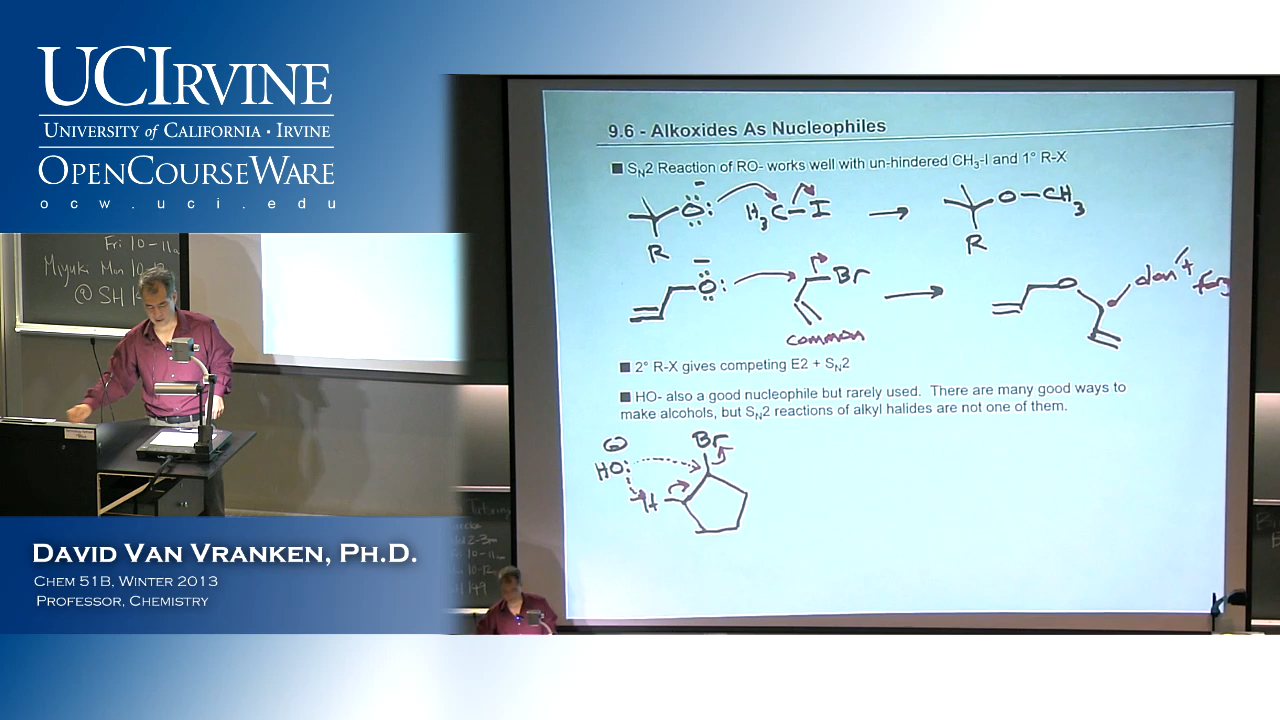 UCIRVINE
UNIVERSITY of CALIFORNIA · IRVINE
OPENCOURSEWARE
ocw.uci.edu
Fri 10-11a
Miyuki Mon 10-12
@ SH
DAVID VAN VRANKEN, PH.D.
CHEM 51B, WINTER 2013
PROFESSOR, CHEMISTRY
9.6 - Alkoxides As Nucleophiles
■ SN2 Reaction of RO- works well with un-hindered CH3-I and 1° R-X
R O: H3C-I → O-CH3 R
O: Br → O don't
common
■ 2° R-X gives competing E2 + SN2
■ HO- also a good nucleophile but rarely used. There are many good ways to
make alcohols, but SN2 reactions of alkyl halides are not one of them.
Br
HO:
H